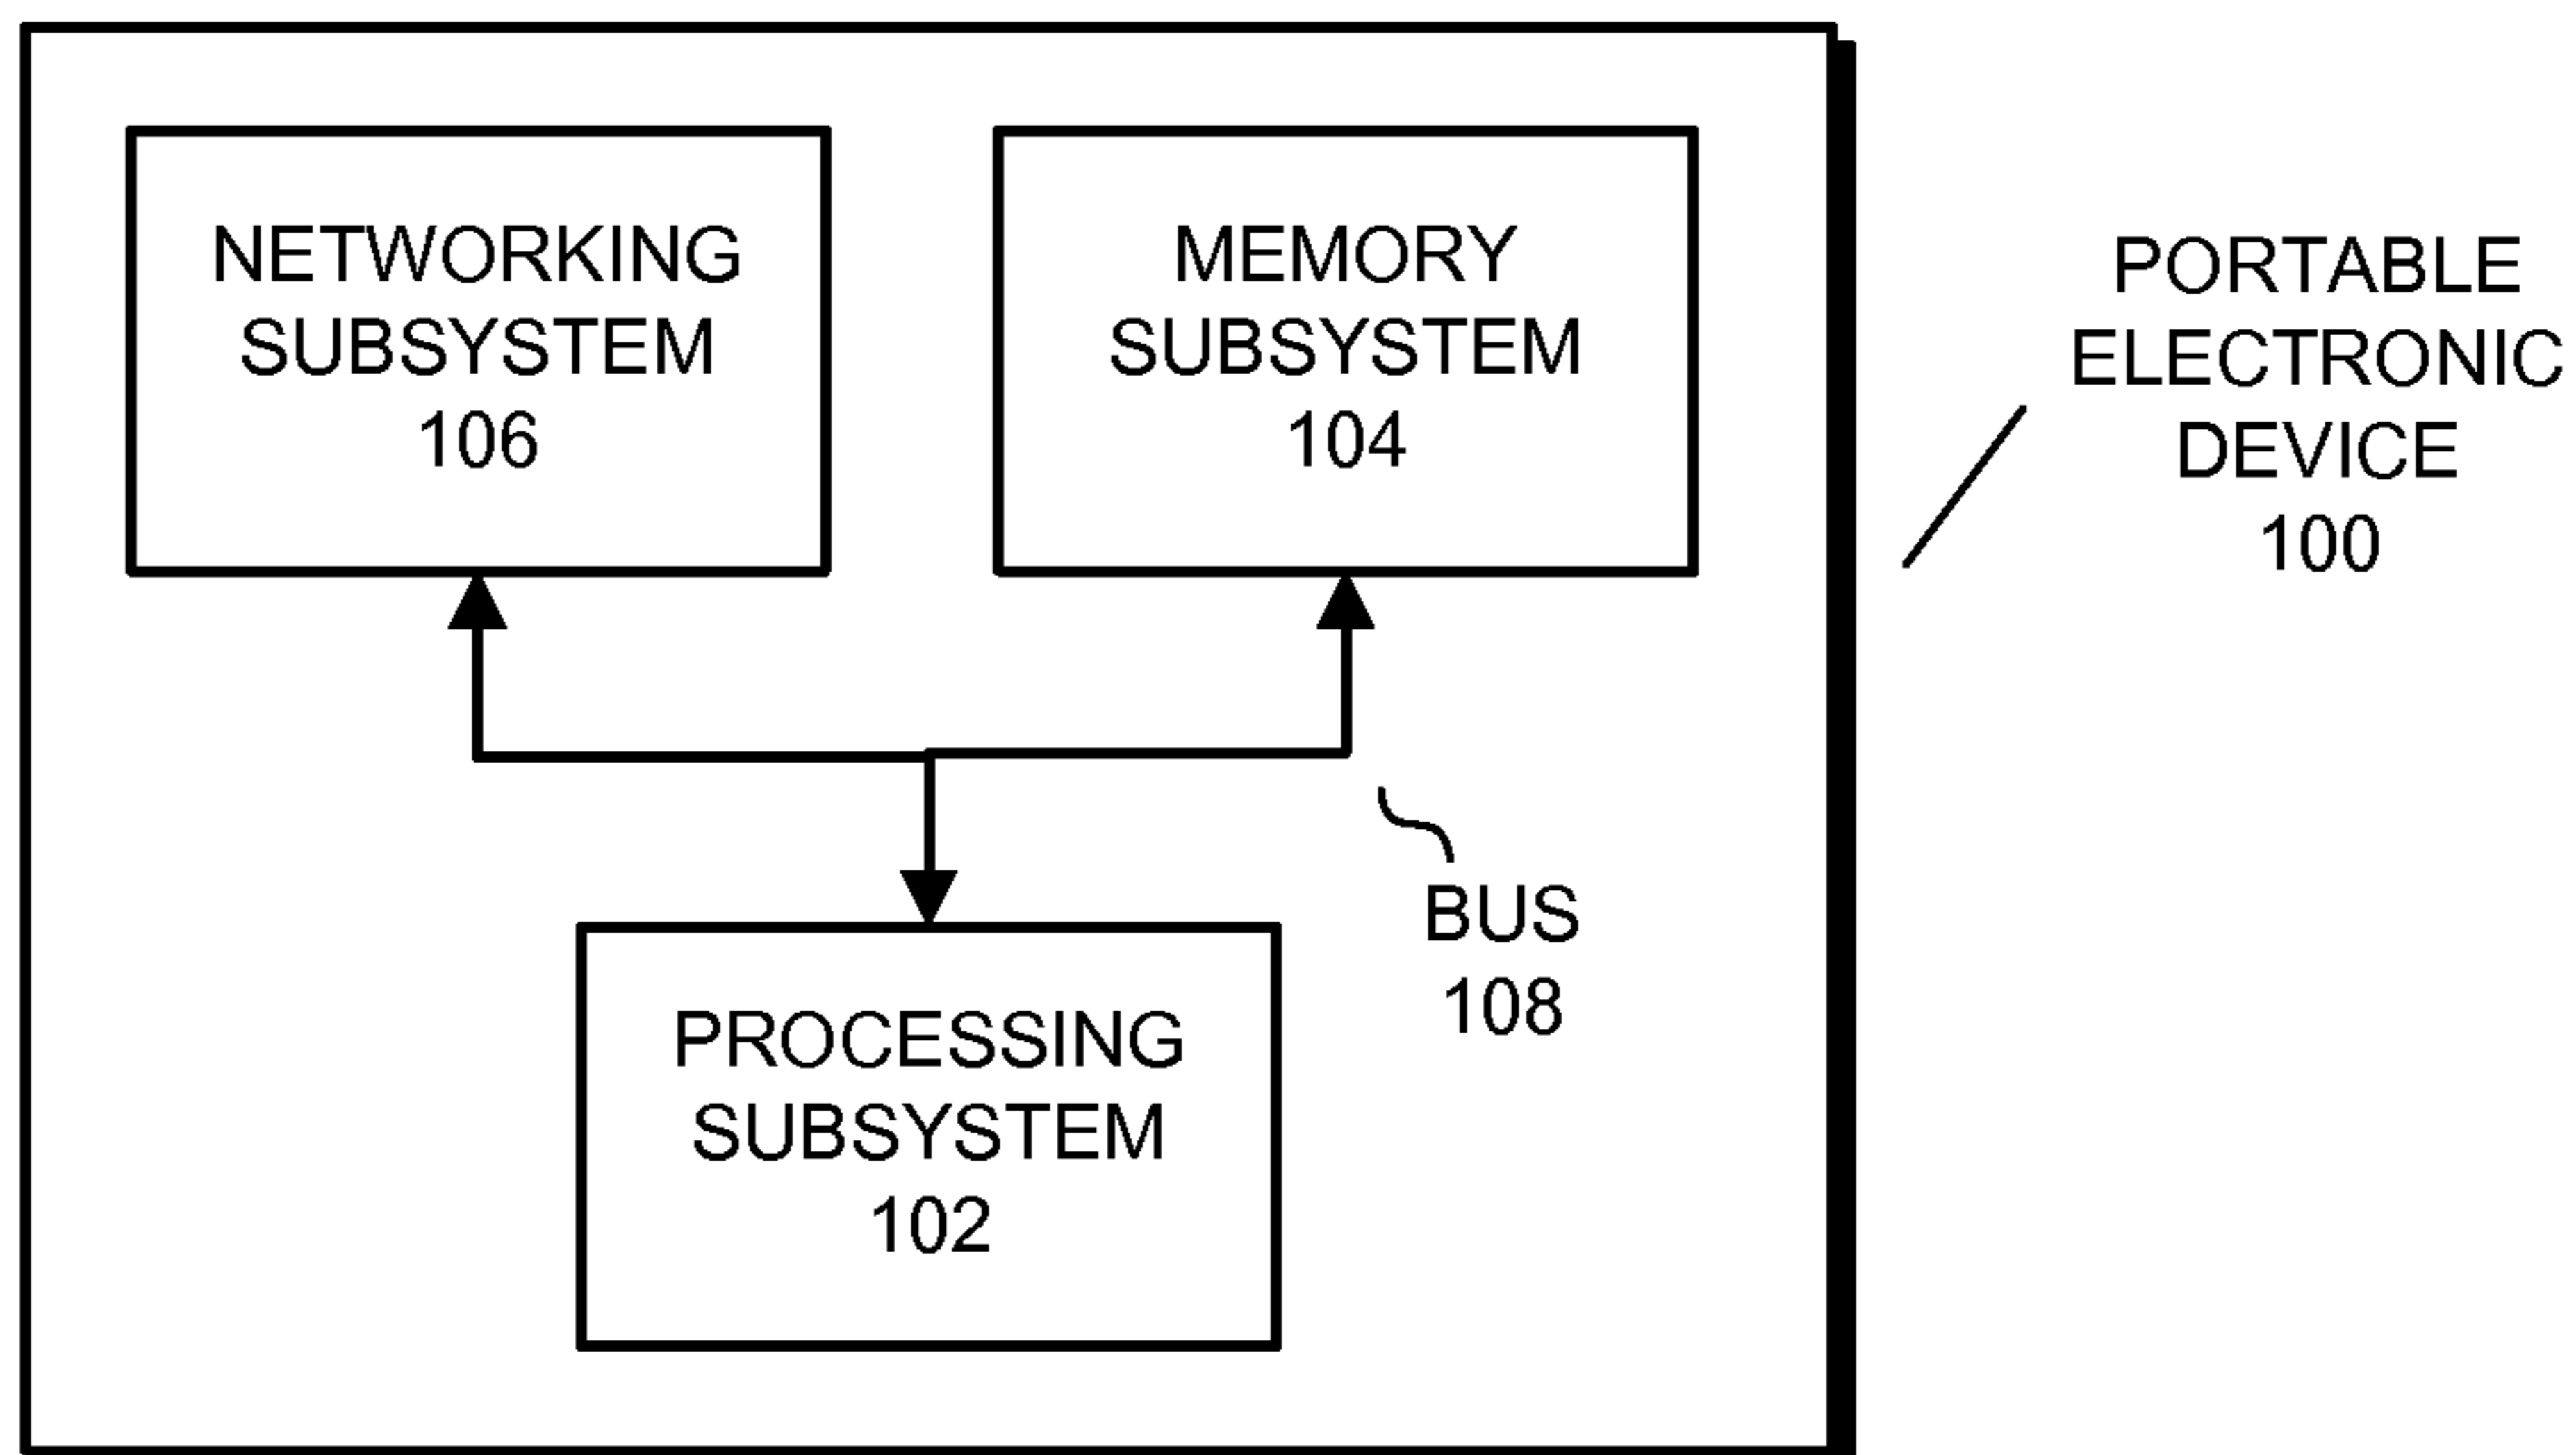 NETWORKING
SUBSYSTEM
106
MEMORY
SUBSYSTEM
104
PORTABLE
ELECTRONIC
DEVICE
100
BUS
108
PROCESSING
SUBSYSTEM
102